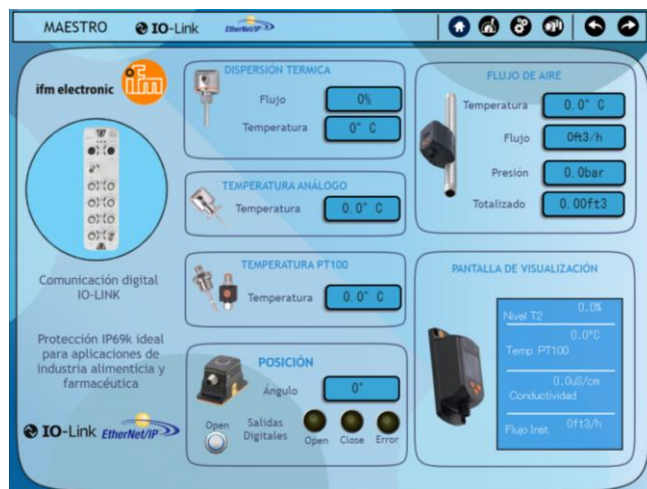 MAESTRO
IO-Link
EtherNet/IP
ifm electronic
ifm
Comunicación digital
IO-LINK
Protección IP69k ideal
para aplicaciones de
industria alimenticia y
farmacéutica
IO-Link EtherNet/IP
DISPERSIÓN TERMICA
Flujo 0%
Temperatura 0° C
TEMPERATURA ANÁLOGO
Temperatura 0.0° C
TEMPERATURA PT100
Temperatura 0.0° C
POSICIÓN
Angulo 0°
Open
Salidas
Digitales
Open Close Error
FLUJO DE AIRE
Temperatura 0.0° C
Flujo 0ft3/h
Presión 0.0bar
Totalizado 0.00ft3
PANTALLA DE VISUALIZACIÓN
0.0%
Nivel T2
0.0°C
Temp PT100
0.0uS/cm
Conductividad
0ft3/h
Flujo Inst.